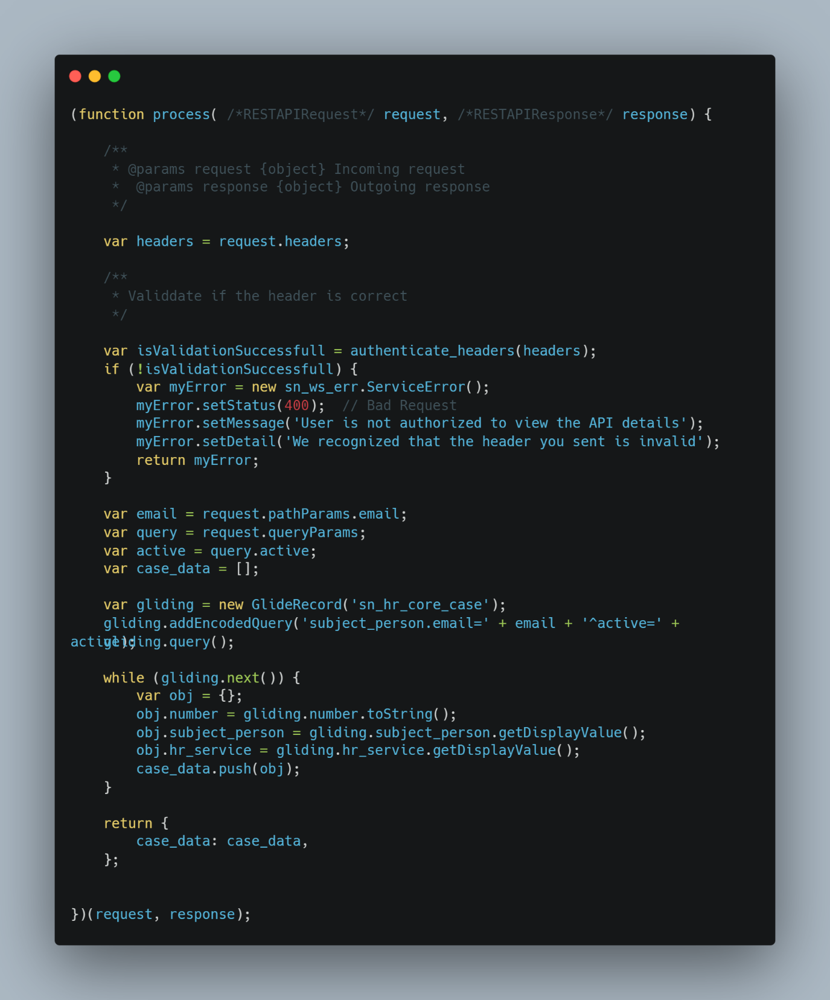 (function process( /*RESTAPIRequest*/ request, /*RESTAPIResponse*/ response) {
/**
* @params request {object} Incoming request
*  @params response {object} Outgoing response
*/
var headers = request.headers;
/**
* Validdate if the header is correct
*/
var isValidationSuccessfull = authenticate_headers(headers);
if (!isValidationSuccessfull) {
var myError = new sn_ws_err.ServiceError();
myError.setStatus(400);  // Bad Request
myError.setMessage('User is not authorized to view the API details');
myError.setDetail('We recognized that the header you sent is invalid');
return myError;
}
var email = request.pathParams.email;
var query = request.queryParams;
var active = query.active;
var case_data = [];
var gliding = new GlideRecord('sn_hr_core_case');
gliding.addEncodedQuery('subject_person.email=' + email + '^active=' +
active);
gliding.query();
while (gliding.next()) {
var obj = {};
obj.number = gliding.number.toString();
obj.subject_person = gliding.subject_person.getDisplayValue();
obj.hr_service = gliding.hr_service.getDisplayValue();
case_data.push(obj);
}
return {
case_data: case_data,
};
})(request, response);